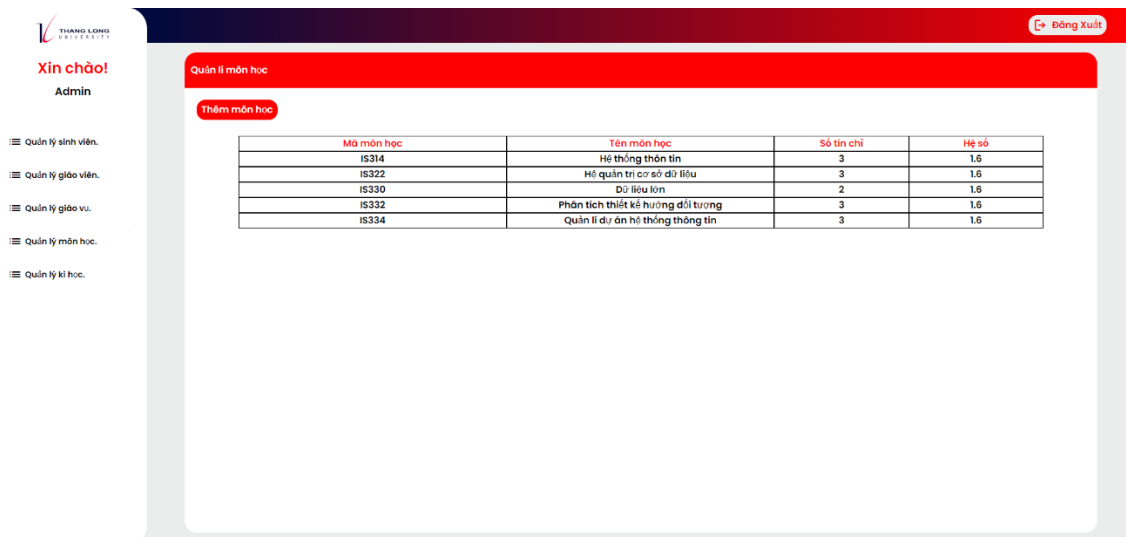 THANG LONG
UNIVERSITY
Đăng Xuất
Xin chào!
Admin
Quản lí môn học
Thêm môn học
Quản lý sinh viên.
Quản lý giáo viên.
Quản lý giáo vụ.
Quản lý môn học.
Quản lý kì học.
Mã môn học Tên môn học Số tín chỉ Hệ số
IS314 Hệ thống thôn tin 3 1.6
IS322 Hệ quản trị cơ sở dữ liệu 3 1.6
IS330 Dữ liệu lớn 2 1.6
IS332 Phân tích thiết kế hướng đối tượng 3 1.6
IS334 Quản lí dự án hệ thống thông tin 3 1.6